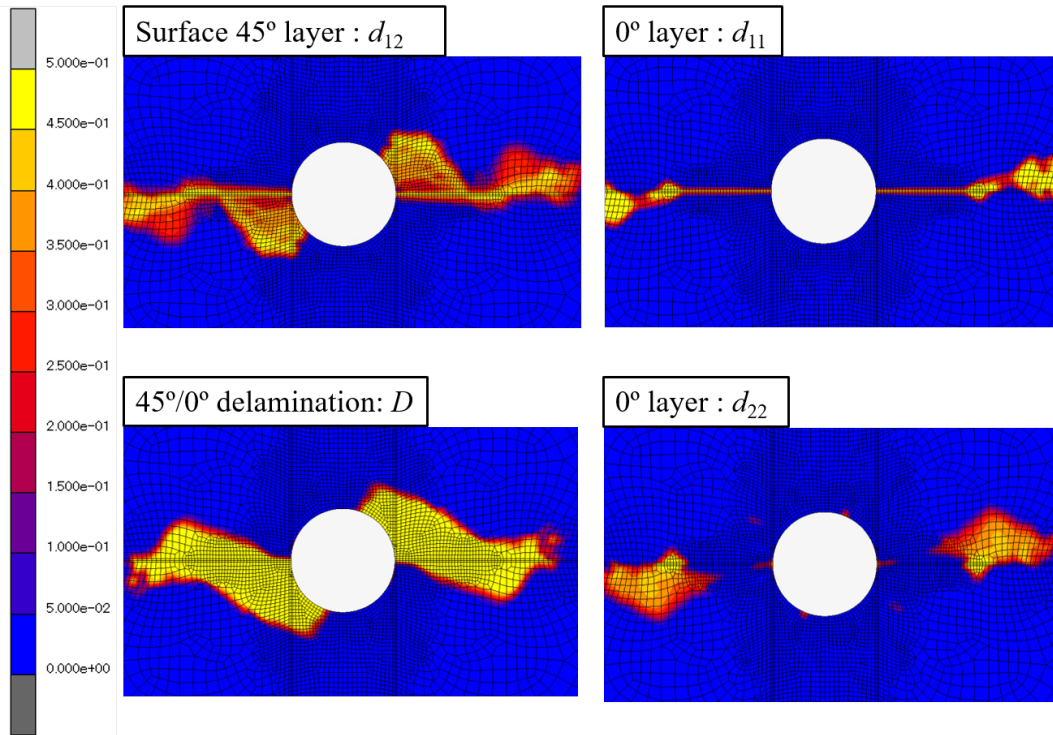 Surface 45º layer : d12
0º layer : d11
5.000e-01
4.500e-01
4.000e-01
3.500e-01
3.000e-01
2.500e-01
2.000e-01
1.500e-01
1.000e-01
5.000e-02
0.000e+00
45º/0º delamination: D
0º layer : d22